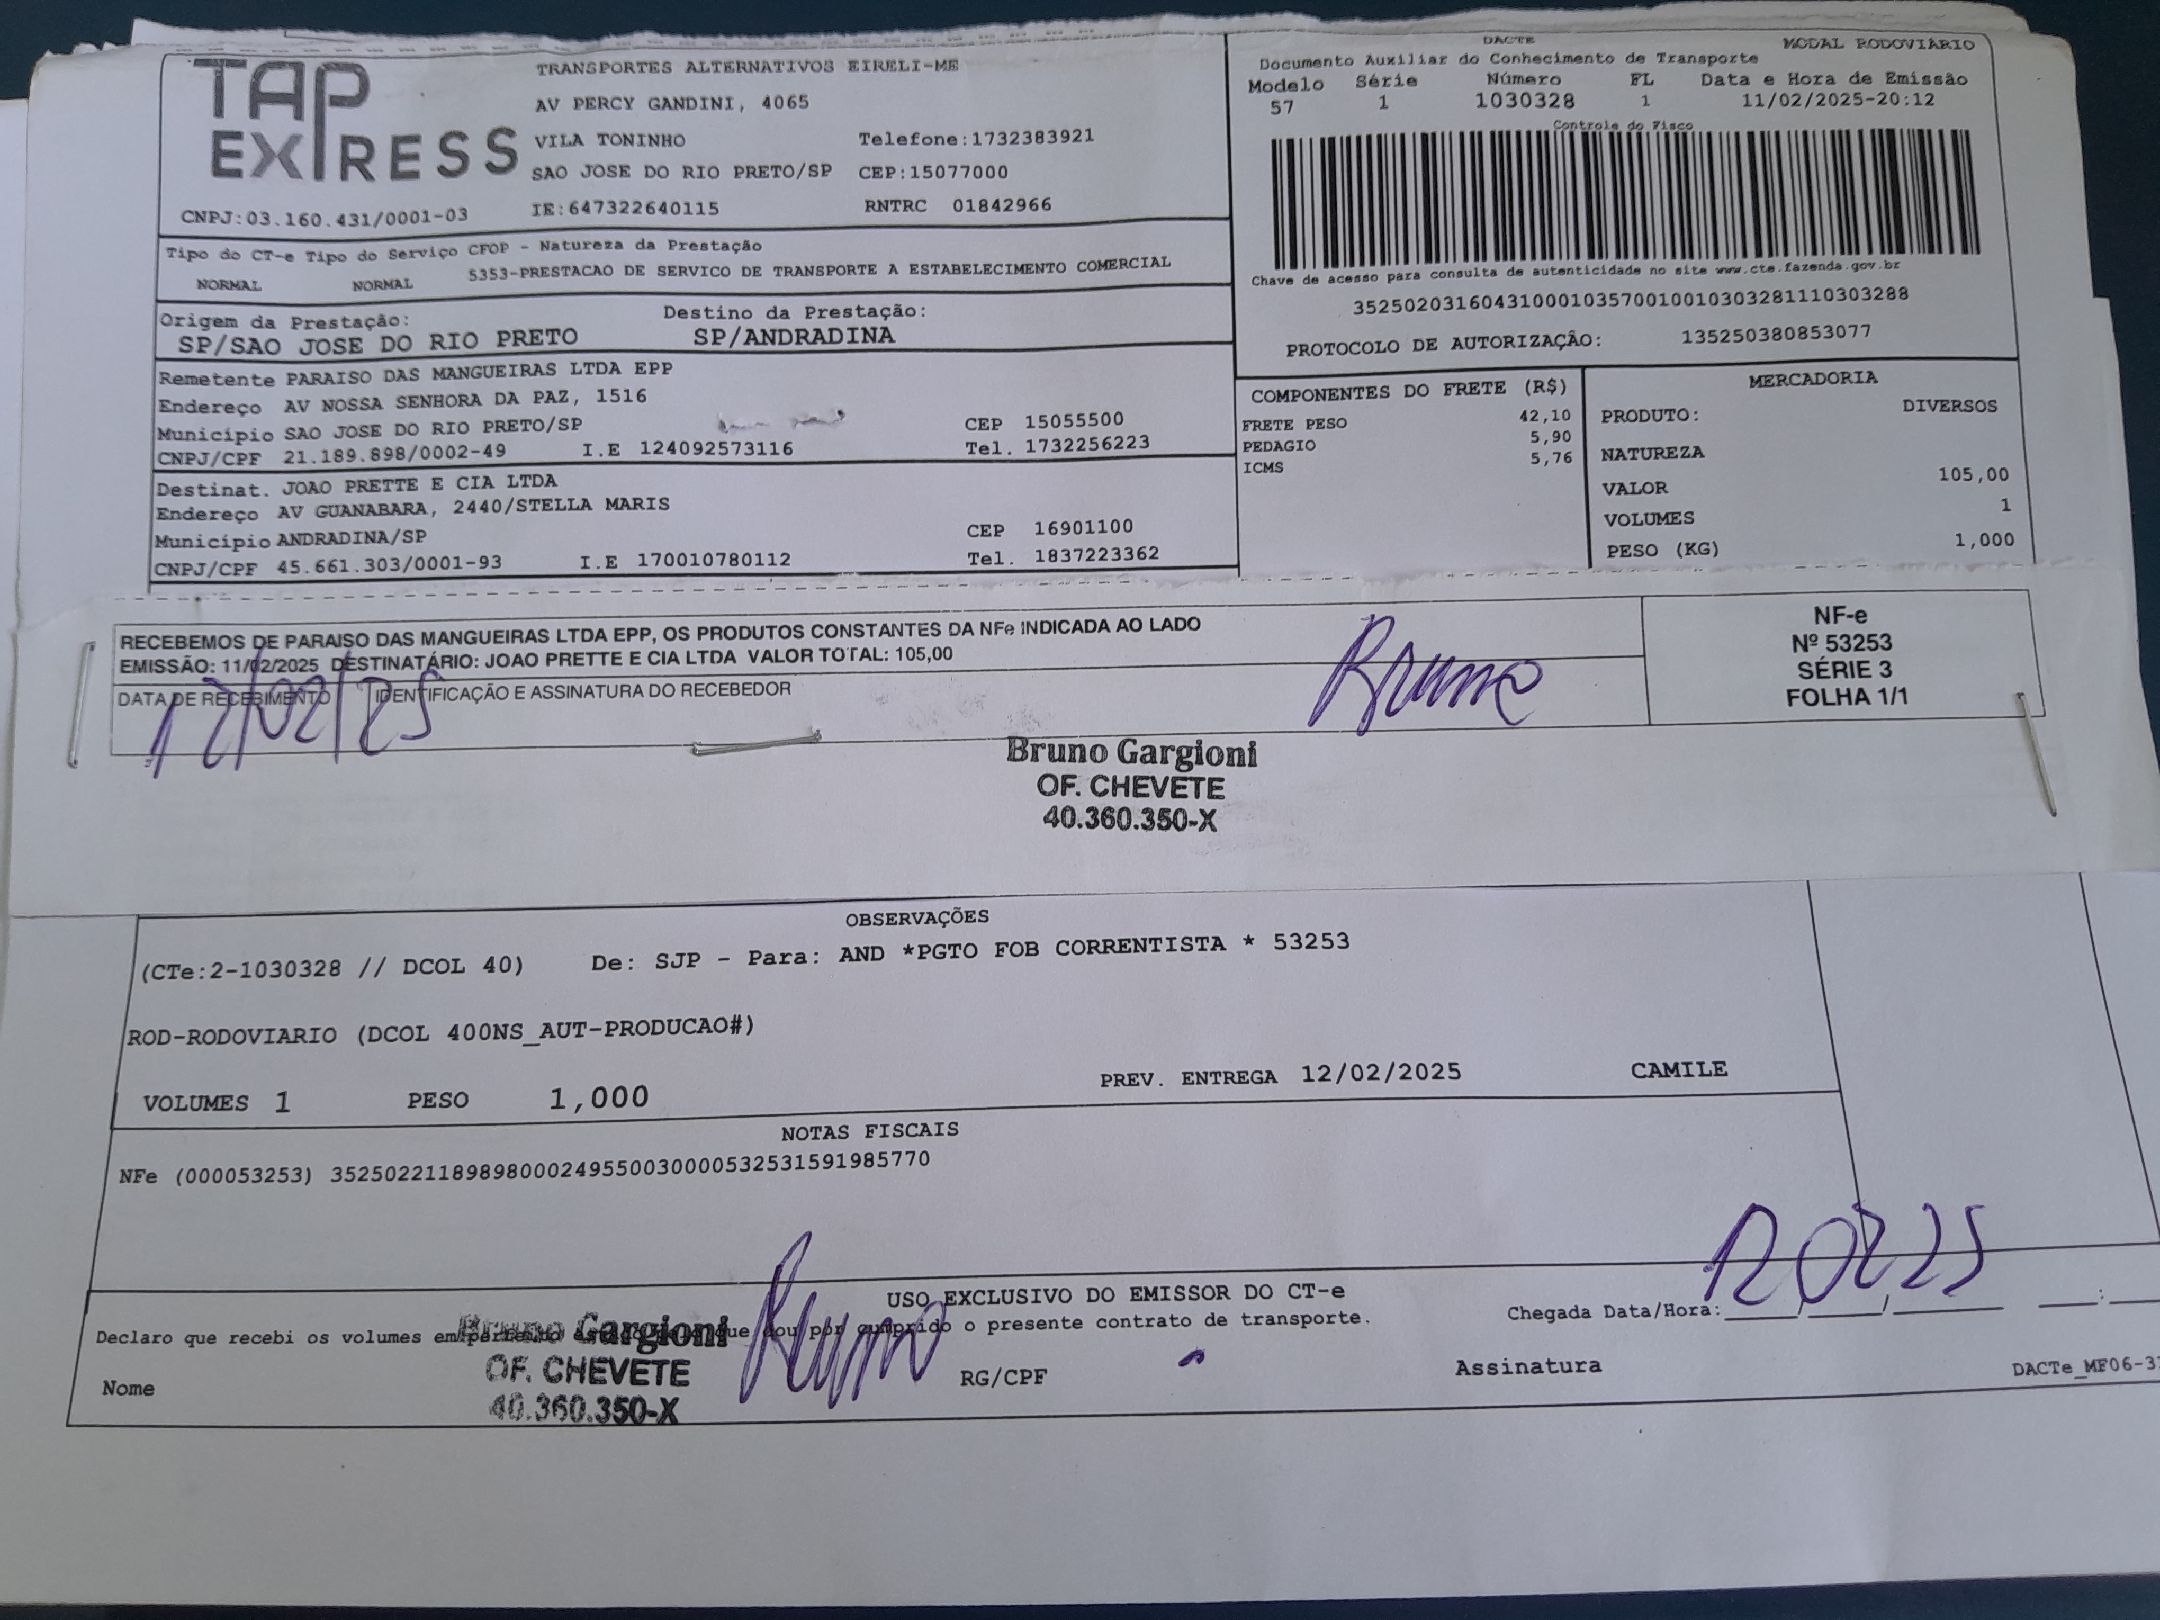 TAP EXPRESS
TRANSPORTES ALTERNATIVOS EIRELI-ME
AV PERCY GANDINI, 4065
VILA TONINHO Telefone:1732383921
SAO JOSE DO RIO PRETO/SP CEP:15077000
CNPJ:03.160.431/0001-03 IE:647322640115 RNTRC 01842966
DACTE MODAL RODOVIÁRIO
Documento Auxiliar do Conhecimento de Transporte
Modelo Série Número FL Data e Hora de Emissão
57 1 1030328 1 11/02/2025-20:12
Controle do Fisco
Chave de acesso para consulta de autenticidade no site www.cte.fazenda.gov.br
35250203160431000103570010010303281110303288
PROTOCOLO DE AUTORIZAÇÃO: 135250380853077
Tipo do CT-e Tipo do Serviço CFOP - Natureza da Prestação
NORMAL NORMAL 5353-PRESTACAO DE SERVICO DE TRANSPORTE A ESTABELECIMENTO COMERCIAL
Origem da Prestação: Destino da Prestação:
SP/SAO JOSE DO RIO PRETO SP/ANDRADINA
Remetente PARAISO DAS MANGUEIRAS LTDA EPP
Endereço AV NOSSA SENHORA DA PAZ, 1516
Município SAO JOSE DO RIO PRETO/SP CEP 15055500
CNPJ/CPF 21.189.898/0002-49 I.E 124092573116 Tel. 1732256223
Destinat. JOAO PRETTE E CIA LTDA
Endereço AV GUANABARA, 2440/STELLA MARIS
Município ANDRADINA/SP CEP 16901100
CNPJ/CPF 45.661.303/0001-93 I.E 170010780112 Tel. 1837223362
COMPONENTES DO FRETE (R$)
FRETE PESO 42,10
PEDAGIO 5,90
ICMS 5,76
MERCADORIA
PRODUTO: DIVERSOS
NATUREZA
VALOR 105,00
VOLUMES 1
PESO (KG) 1,000
RECEBEMOS DE PARAISO DAS MANGUEIRAS LTDA EPP, OS PRODUTOS CONSTANTES DA NFe INDICADA AO LADO
EMISSÃO: 11/02/2025 DESTINATÁRIO: JOAO PRETTE E CIA LTDA VALOR TOTAL: 105,00
DATA DE RECEBIMENTO IDENTIFICAÇÃO E ASSINATURA DO RECEBEDOR
12/02/25
Bruno
NF-e
Nº 53253
SÉRIE 3
FOLHA 1/1
Bruno Gargioni
OF. CHEVETE
40.360.350-X
OBSERVAÇÕES
(CTe:2-1030328 // DCOL 40) De: SJP - Para: AND *PGTO FOB CORRENTISTA * 53253
ROD-RODOVIARIO (DCOL 400NS_AUT-PRODUCAO#)
PREV. ENTREGA 12/02/2025 CAMILE
VOLUMES 1 PESO 1,000
NOTAS FISCAIS
NFe (000053253) 35250221189898000249550030000532531591985770
USO EXCLUSIVO DO EMISSOR DO CT-e
Declaro que recebi os volumes em que dou por cumprido o presente contrato de transporte.
Chegada Data/Hora: 12 02 25
Bruno Gargioni
OF. CHEVETE
40.360.350-X
Bruno
Nome RG/CPF Assinatura
DACTe_MF06-3